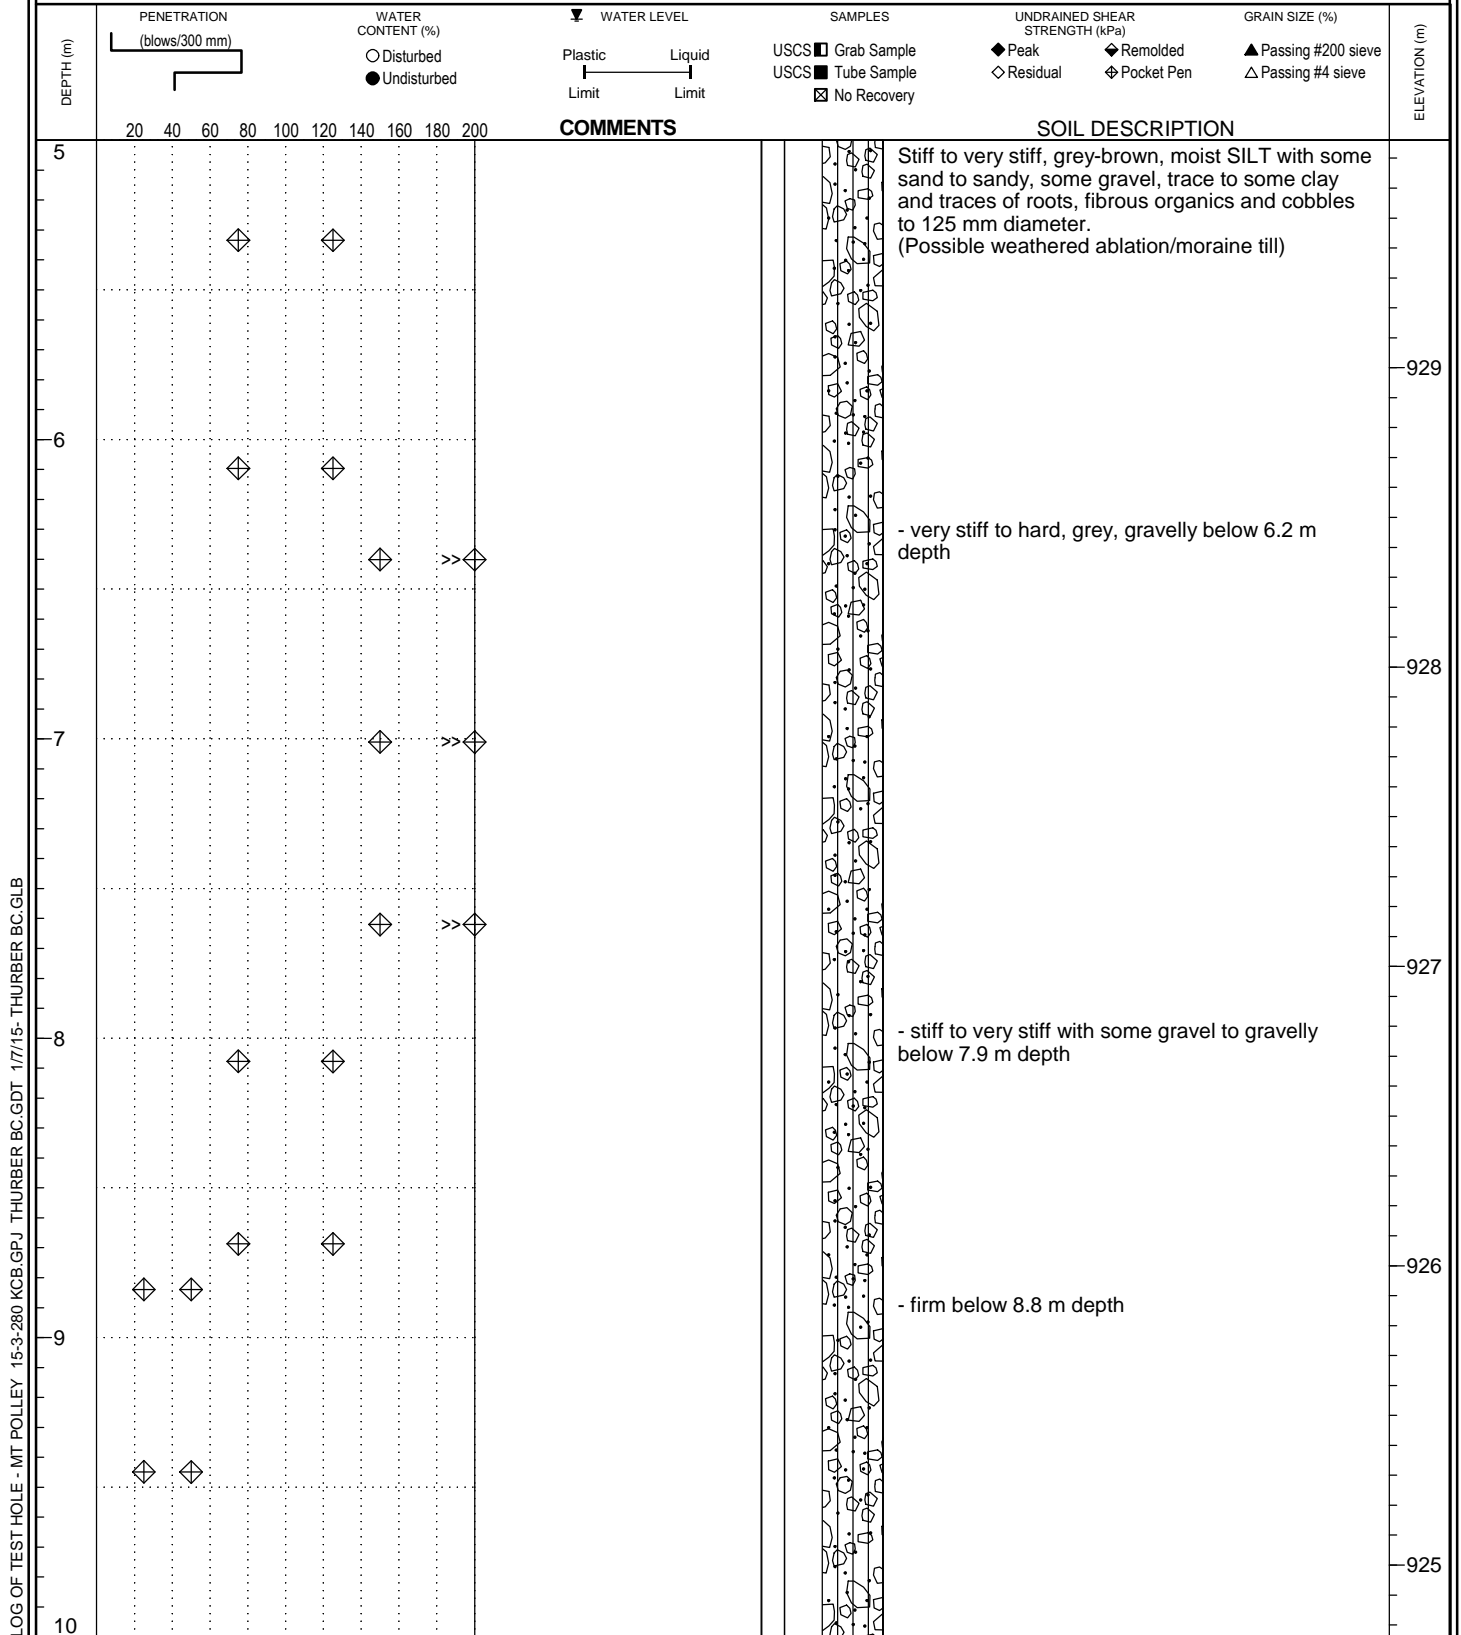 PENETRATION
(blows/300 mm)
WATER
CONTENT (%)
Disturbed
Undisturbed
WATER LEVEL
Plastic Liquid
Limit Limit
SAMPLES
USCS Grab Sample
USCS Tube Sample
No Recovery
UNDRAINED SHEAR
STRENGTH (kPa)
Peak Remolded
Residual Pocket Pen
GRAIN SIZE (%)
Passing #200 sieve
Passing #4 sieve
DEPTH (m)
ELEVATION (m)
20 40 60 80 100 120 140 160 180 200
COMMENTS
SOIL DESCRIPTION
5
Stiff to very stiff, grey-brown, moist SILT with some
sand to sandy, some gravel, trace to some clay
and traces of roots, fibrous organics and cobbles
to 125 mm diameter.
(Possible weathered ablation/moraine till)
929
6
- very stiff to hard, grey, gravelly below 6.2 m
depth
>>
928
7
>>
>>
927
8
- stiff to very stiff with some gravel to gravelly
below 7.9 m depth
926
- firm below 8.8 m depth
9
925
10
LOG OF TEST HOLE - MT POLLEY 15-3-280 KCB.GPJ THURBER BC.GDT 1/7/15- THURBER BC.GLB